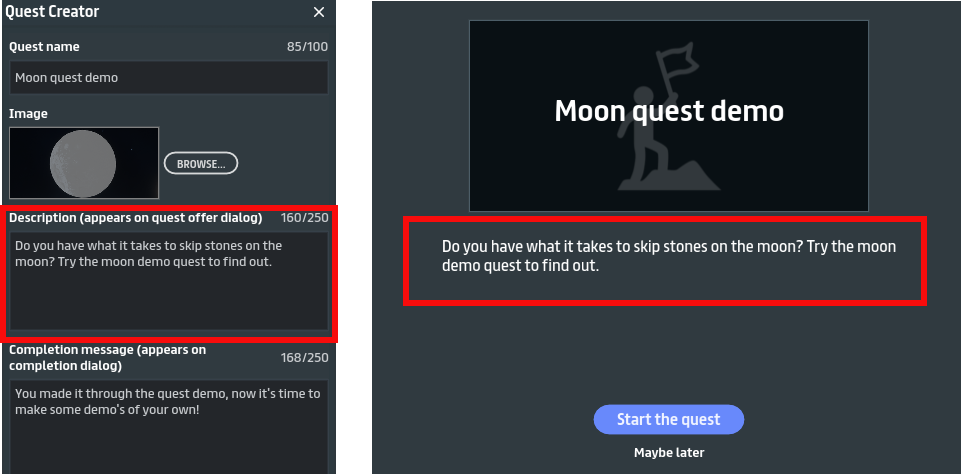 Quest Creator
Quest name 85/100
Moon quest demo
Image
BROWSE...
Description (appears on quest offer dialog) 160/250
Do you have what it takes to skip stones on the
moon? Try the moon demo quest to find out.
Completion message (appears on
completion dialog) 168/250
You made it through the quest demo, now it's time to
make some demo's of your own!
Moon quest demo
Do you have what it takes to skip stones on the moon? Try the moon
demo quest to find out.
Start the quest
Maybe later